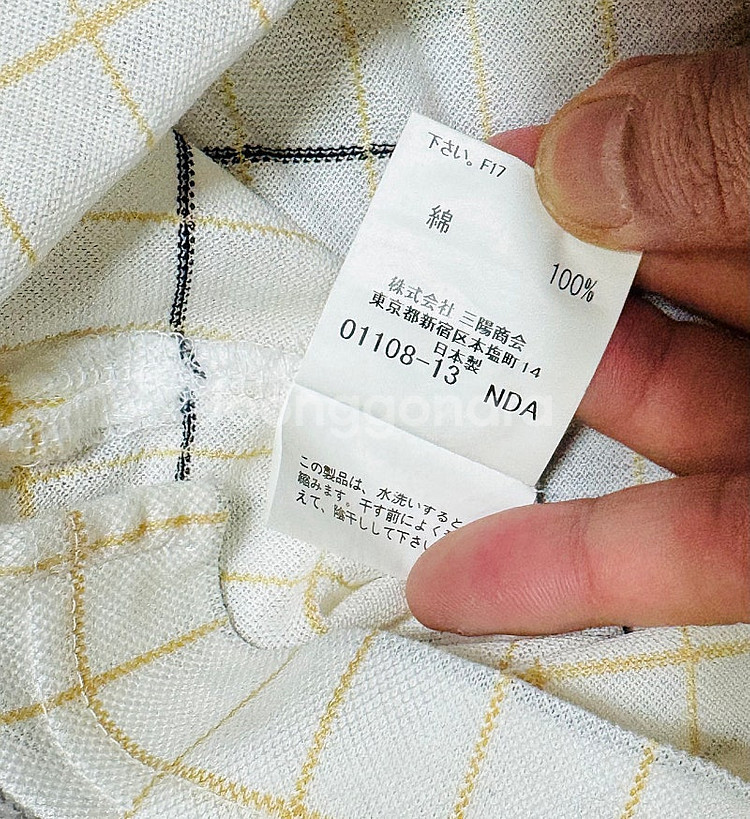 下さい。F17
綿
100%
株式会社 三陽商会
東京都新宿区本塩町14
日本製
01108-13 NDA
この製品は、水洗いすると
縮みます。干す前によく
えて、陰干しして下さい